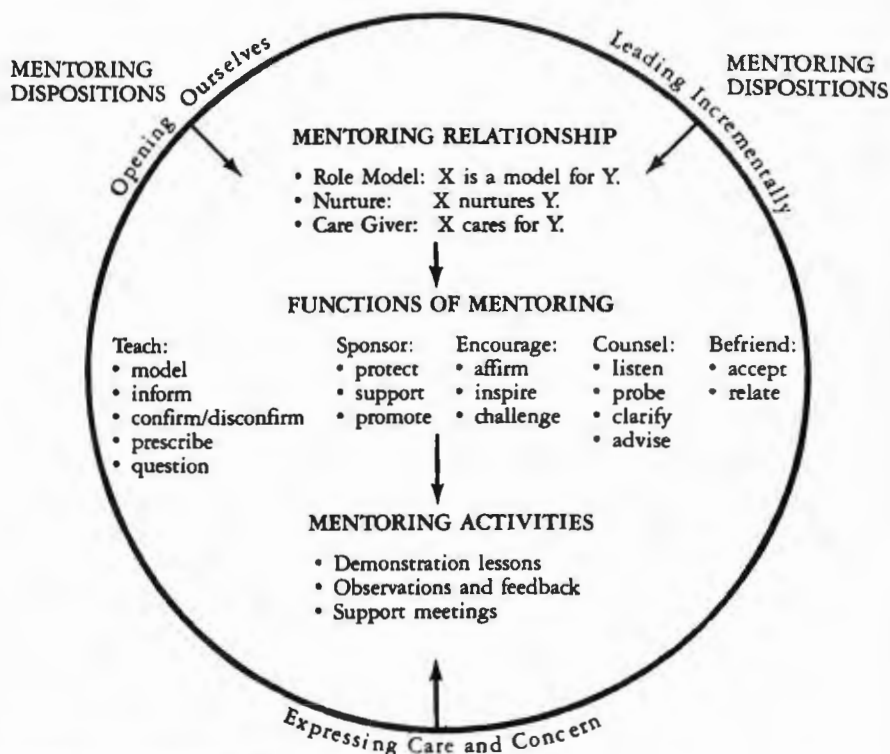 MENTORING
DISPOSITIONS
Opening Ourselves
Leading Incrementally
MENTORING
DISPOSITIONS
MENTORING RELATIONSHIP
• Role Model: X is a model for Y.
• Nurture: X nurtures Y.
• Care Giver: X cares for Y.
FUNCTIONS OF MENTORING
Teach:
• model
• inform
• confirm/disconfirm
• prescribe
• question
Sponsor:
• protect
• support
• promote
Encourage:
• affirm
• inspire
• challenge
Counsel:
• listen
• probe
• clarify
• advise
Befriend:
• accept
• relate
MENTORING ACTIVITIES
• Demonstration lessons
• Observations and feedback
• Support meetings
Expressing Care and Concern